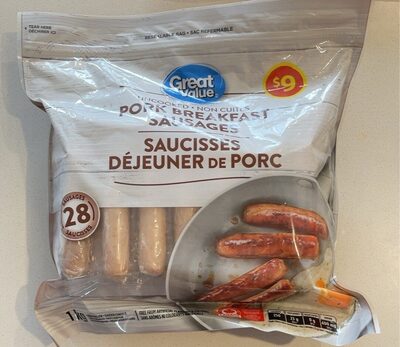 TEAR HERE
DÉCHIRER ICI
RESEALABLE BAG • SAC REFERMABLE
Great
Value
$9
UNCOOKED • NON CUITES
PORK BREAKFAST
SAUSAGES
SAUCISSES
DÉJEUNER DE PORC
SAUSAGES
28
SAUCISSES
1 kg